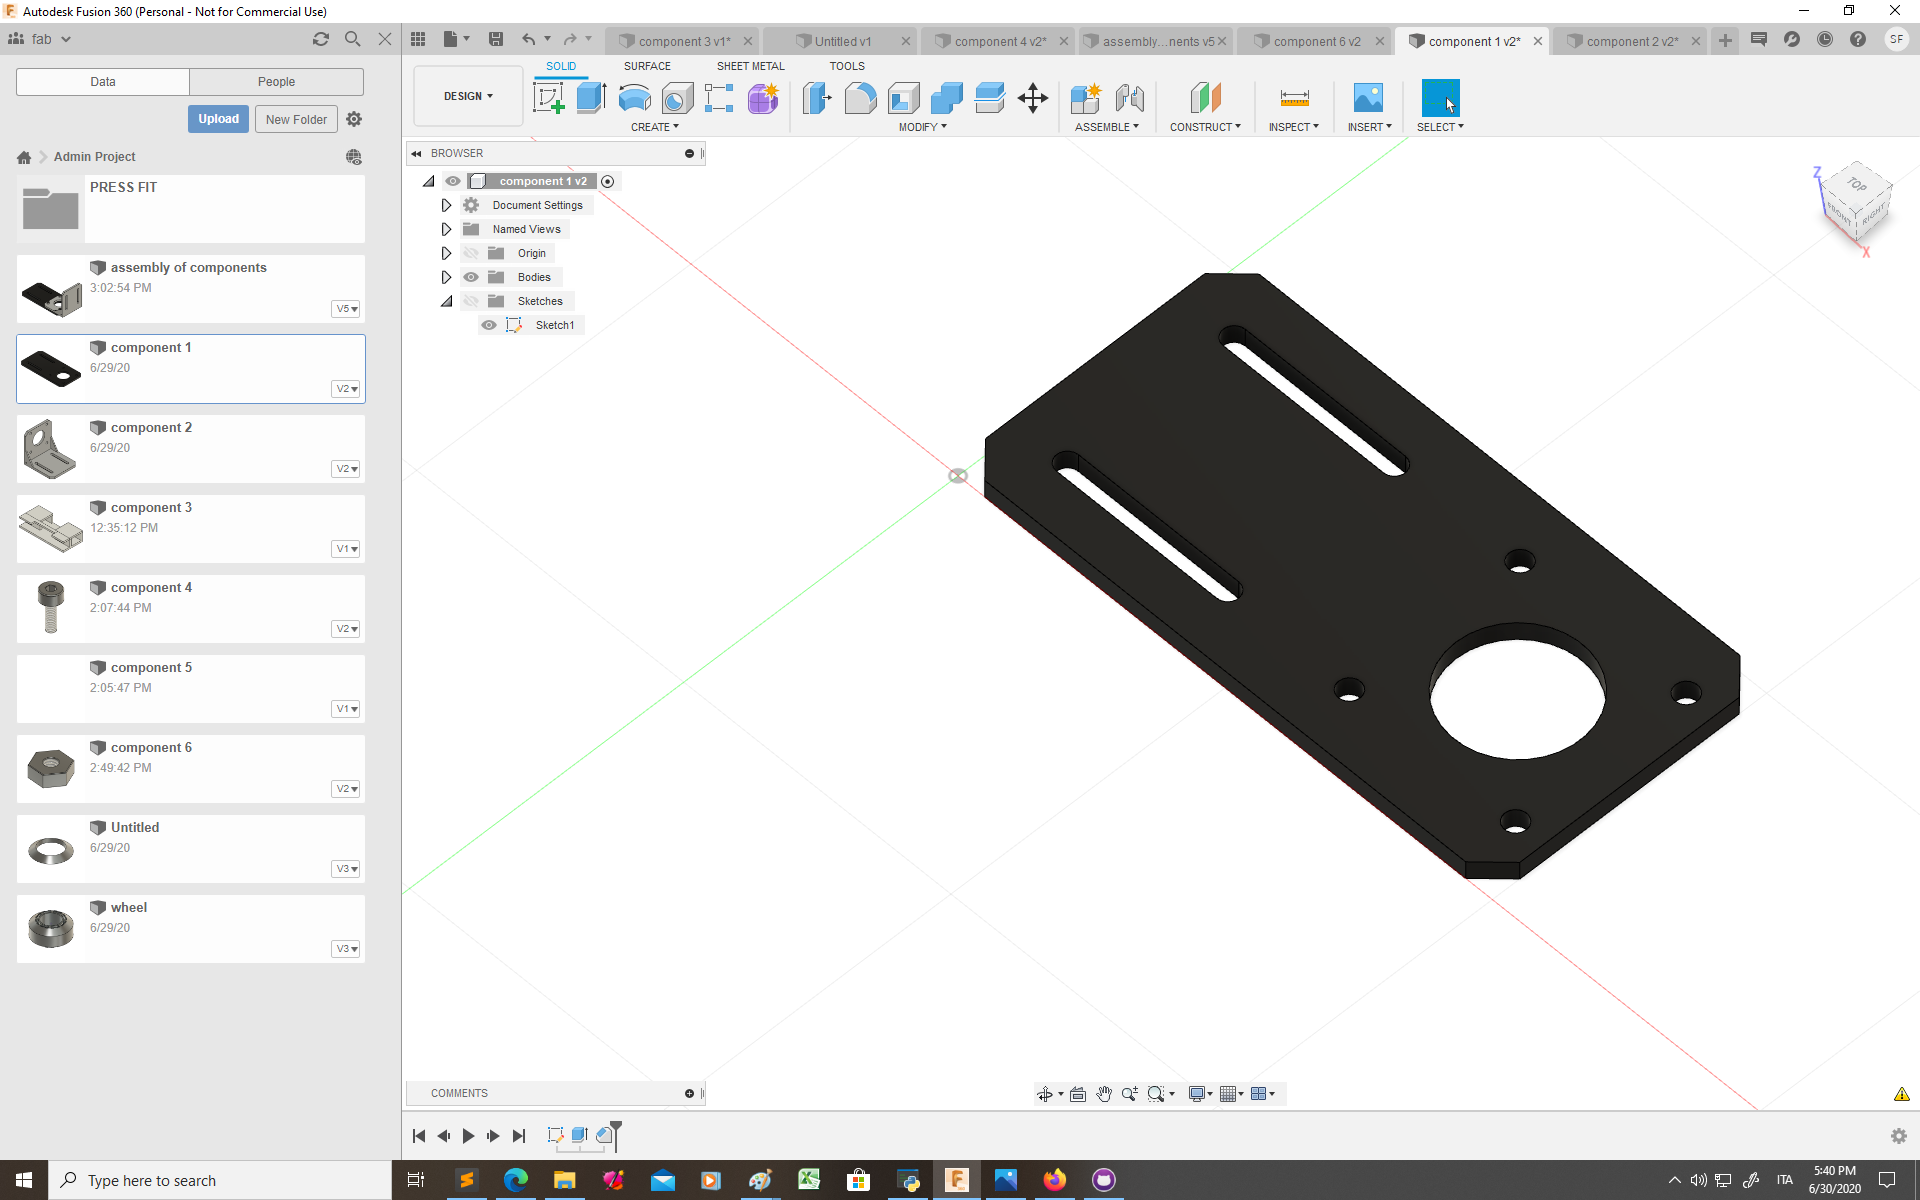 Autodesk Fusion 360 (Personal - Not for Commercial Use)
fab
component 3 v1*
Untitled v1
component 4 v2*
assembly...nents v5
component 6 v2
component 1 v2*
component 2 v2*
SF
Data
People
Upload
New Folder
Admin Project
PRESS FIT
assembly of components
3:02:54 PM
V5
component 1
6/29/20
V2
component 2
6/29/20
V2
component 3
12:35:12 PM
V1
component 4
2:07:44 PM
V2
component 5
2:05:47 PM
V1
component 6
2:49:42 PM
V2
Untitled
6/29/20
V3
wheel
6/29/20
V3
DESIGN
SOLID
SURFACE
SHEET METAL
TOOLS
CREATE
MODIFY
ASSEMBLE
CONSTRUCT
INSPECT
INSERT
SELECT
BROWSER
component 1 v2
Document Settings
Named Views
Origin
Bodies
Sketches
Sketch1
Z
TOP
FRONT
RIGHT
X
COMMENTS
Type here to search
ITA
5:40 PM
6/30/2020